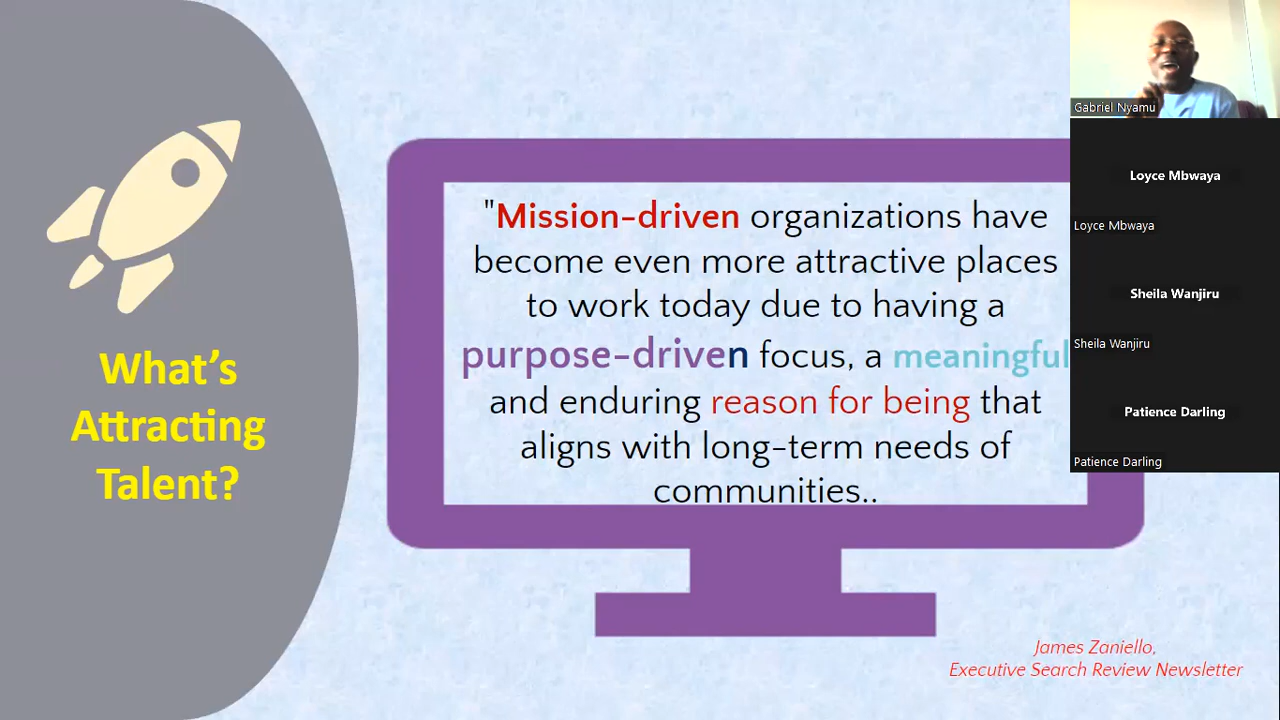 What's
Attracting
Talent?
"Mission-driven organizations have
become even more attractive places
to work today due to having a
purpose-driven focus, a meaningful
and enduring reason for being that
aligns with long-term needs of
communities..
James Zaniello,
Executive Search Review Newsletter
Gabriel Nyamu
Loyce Mbwaya
Loyce Mbwaya
Sheila Wanjiru
Sheila Wanjiru
Patience Darling
Patience Darling